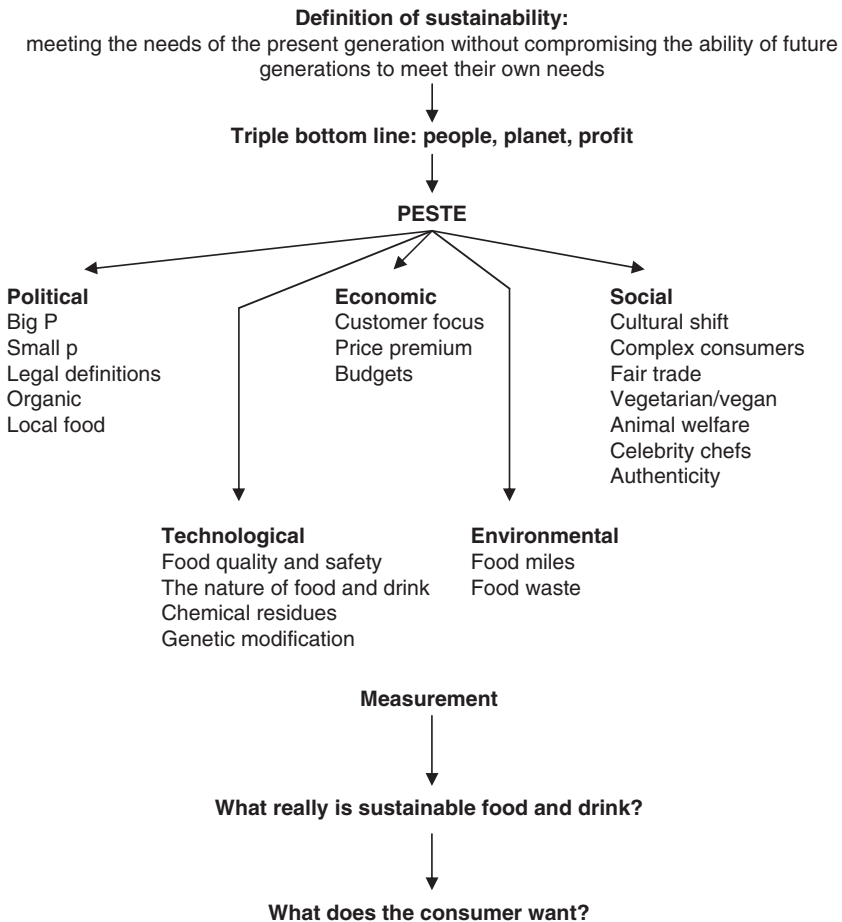 Definition of sustainability:
meeting the needs of the present generation without compromising the ability of future
generations to meet their own needs
Triple bottom line: people, planet, profit
PESTE
Political
Big P
Small p
Legal definitions
Organic
Local food
Economic
Customer focus
Price premium
Budgets
Social
Cultural shift
Complex consumers
Fair trade
Vegetarian/vegan
Animal welfare
Celebrity chefs
Authenticity
Technological
Food quality and safety
The nature of food and drink
Chemical residues
Genetic modification
Environmental
Food miles
Food waste
Measurement
What really is sustainable food and drink?
What does the consumer want?